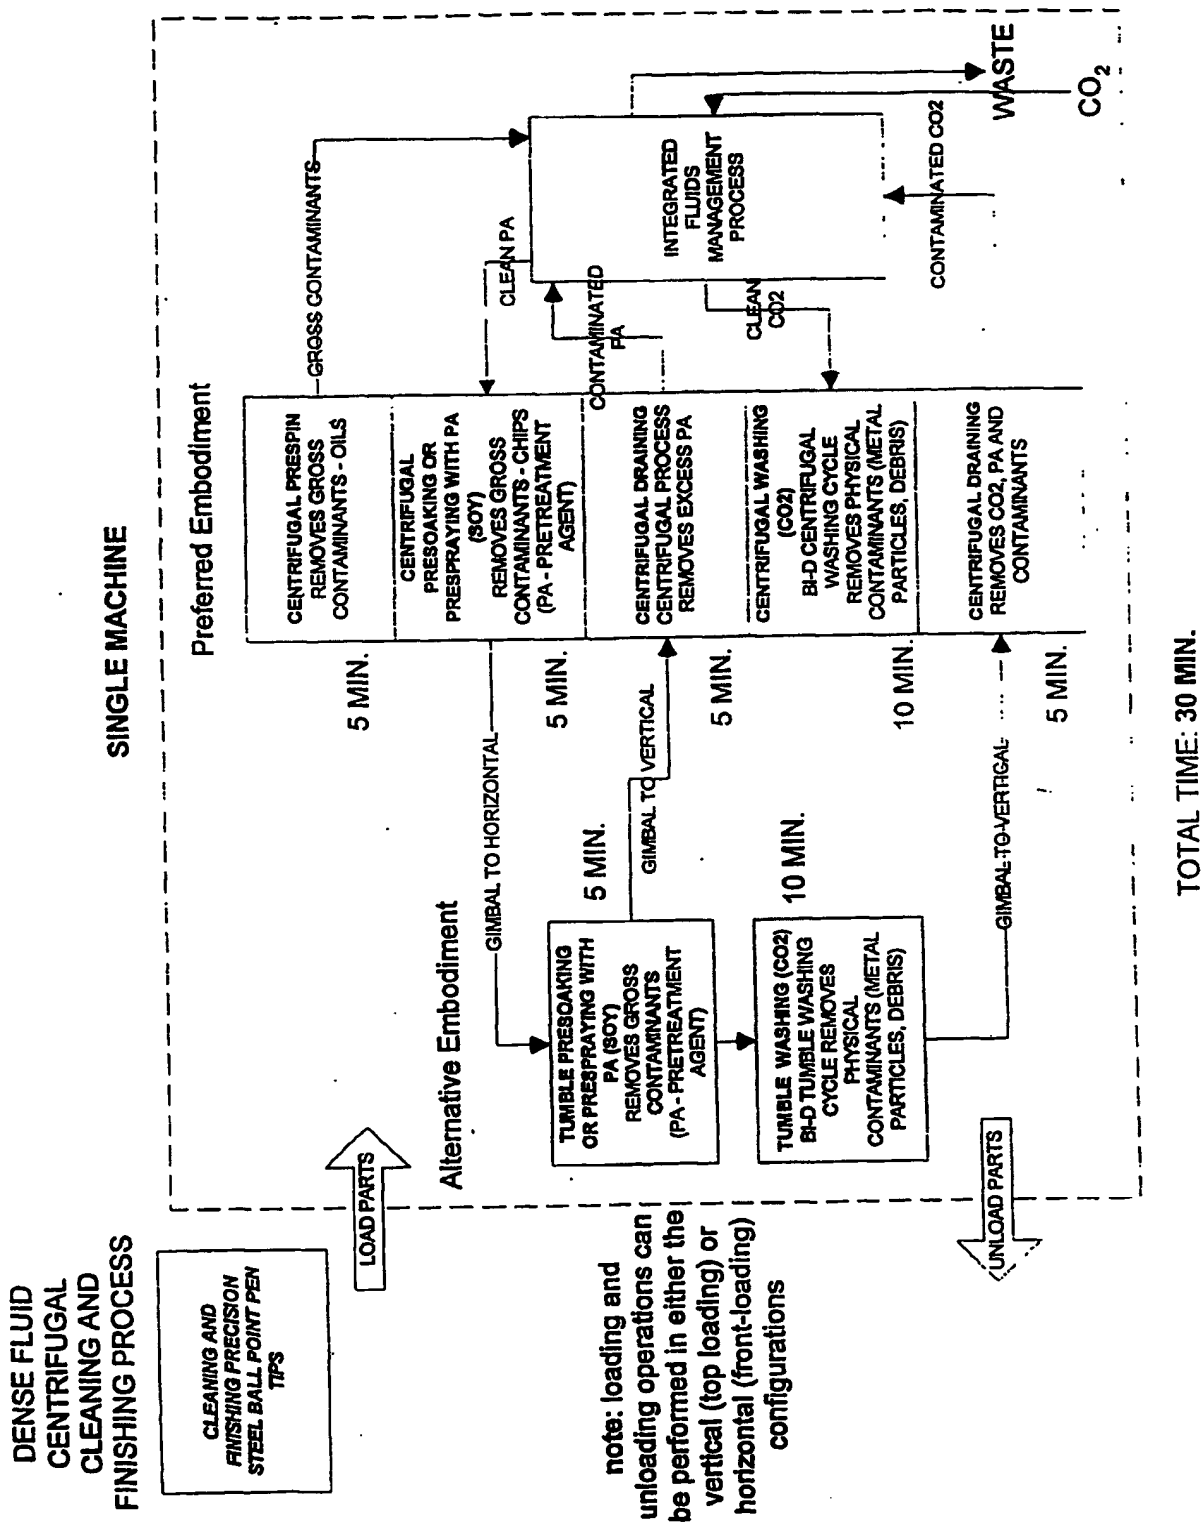 DENSE FLUID
CENTRIFUGAL
CLEANING AND
FINISHING PROCESS
CLEANING AND
FINISHING PRECISION
STEEL BALL POINT PEN
TIPS
SINGLE MACHINE
LOAD PARTS
Preferred Embodiment
CENTRIFUGAL PRESPIN
REMOVES GROSS
CONTAMINANTS - OILS
5 MIN.
GROSS CONTAMINANTS
CENTRIFUGAL
PRESOAKING OR
PRESPRAYING WITH PA
(SOY)
REMOVES GROSS
CONTAMINANTS - CHIPS
(PA - PRETREATMENT
AGENT)
5 MIN.
CLEAN PA
GIMBAL TO HORIZONTAL
CENTRIFUGAL DRAINING
CENTRIFUGAL PROCESS
REMOVES EXCESS PA
5 MIN.
CONTAMINATED
PA
GIMBAL TO VERTICAL
CENTRIFUGAL WASHING
(CO2)
BI-D CENTRIFUGAL
WASHING CYCLE
REMOVES PHYSICAL
CONTAMINANTS (METAL
PARTICLES, DEBRIS)
10 MIN.
CLEAN
CO2
CENTRIFUGAL DRAINING
REMOVES CO2, PA AND
CONTAMINANTS
5 MIN.
CONTAMINATED CO2
GIMBAL-TO-VERTICAL
INTEGRATED
FLUIDS
MANAGEMENT
PROCESS
WASTE
CO2
Alternative Embodiment
TUMBLE PRESOAKING
OR PRESPRAYING WITH
PA (SOY)
REMOVES GROSS
CONTAMINANTS
(PA - PRETREATMENT
AGENT)
5 MIN.
TUMBLE WASHING (CO2)
BI-D TUMBLE WASHING
CYCLE REMOVES
PHYSICAL
CONTAMINANTS (METAL
PARTICLES, DEBRIS)
10 MIN.
note: loading and
unloading operations can
be performed in either the
vertical (top loading) or
horizontal (front-loading)
configurations
UNLOAD PARTS
TOTAL TIME: 30 MIN.